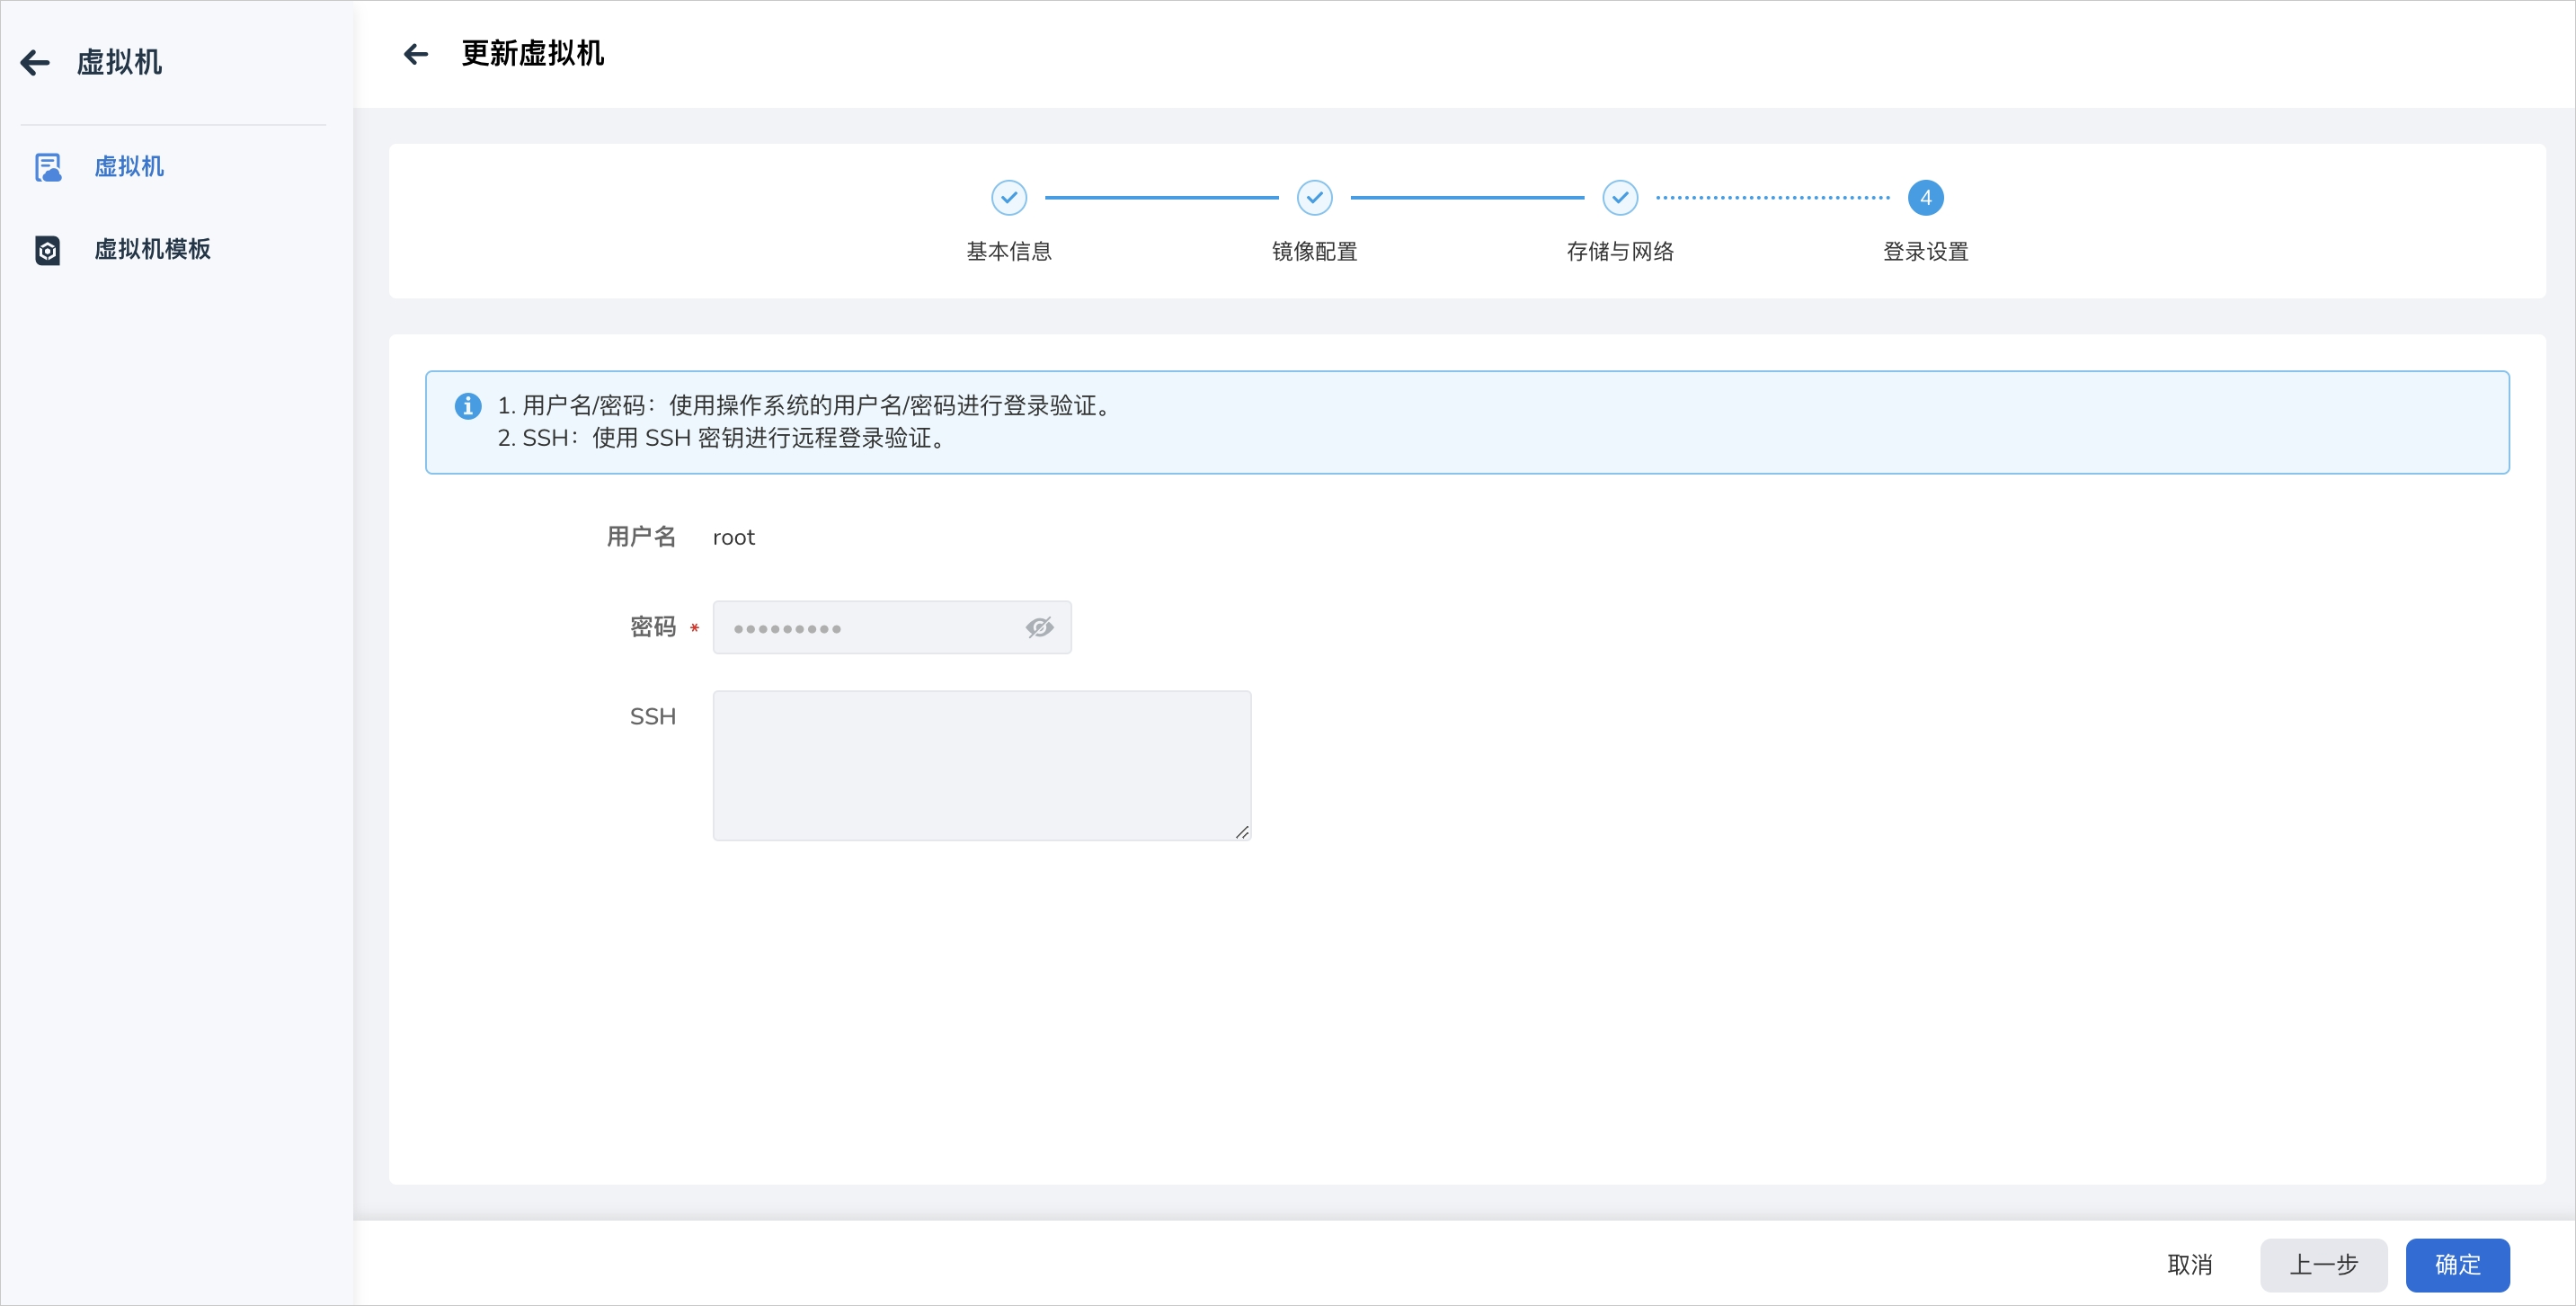 虚拟机
虚拟机
虚拟机模板
更新虚拟机
4
基本信息
镜像配置
存储与网络
登录设置
1. 用户名/密码：使用操作系统的用户名/密码进行登录验证。
2. SSH：使用 SSH 密钥进行远程登录验证。
用户名 root
密码 *
SSH
取消
上一步
确定